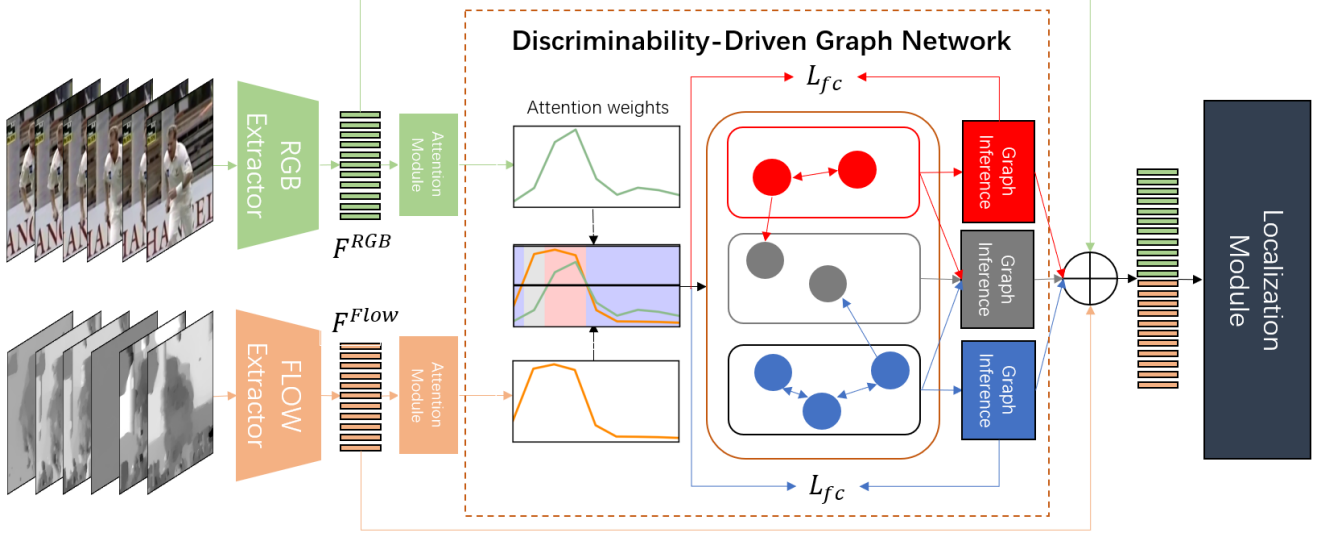 Discriminability-Driven Graph Network
L_fc
Attention weights
RGB
Extractor
F^RGB
Attention
Module
Graph
Inference
F^Flow
FLOW
Extractor
Attention
Module
Graph
Inference
Graph
Inference
L_fc
Localization
Module